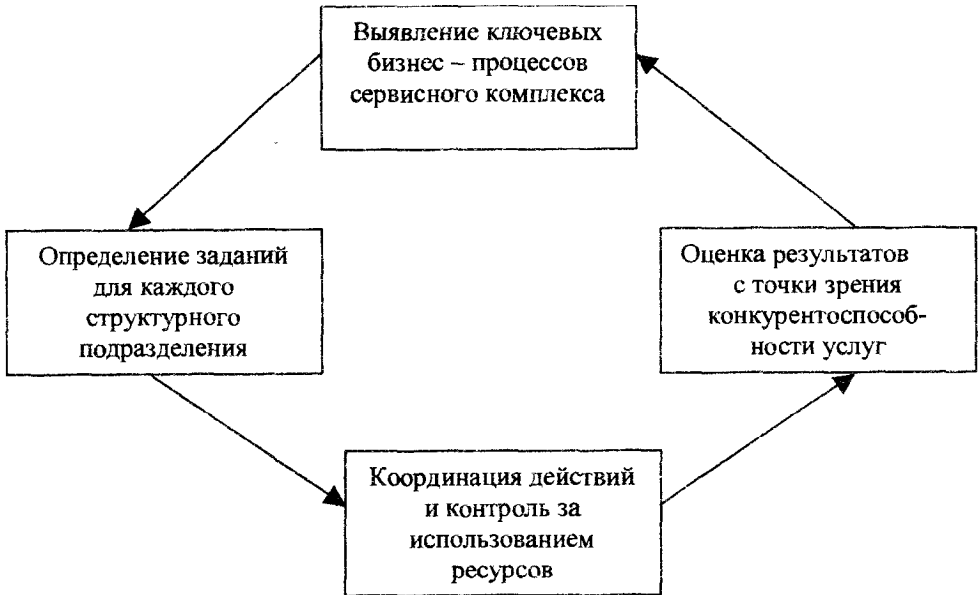 Выявление ключевых
бизнес – процессов
сервисного комплекса
Определение заданий
для каждого
структурного
подразделения
Оценка результатов
с точки зрения
конкурентоспособ-
ности услуг
Координация действий
и контроль за
использованием
ресурсов